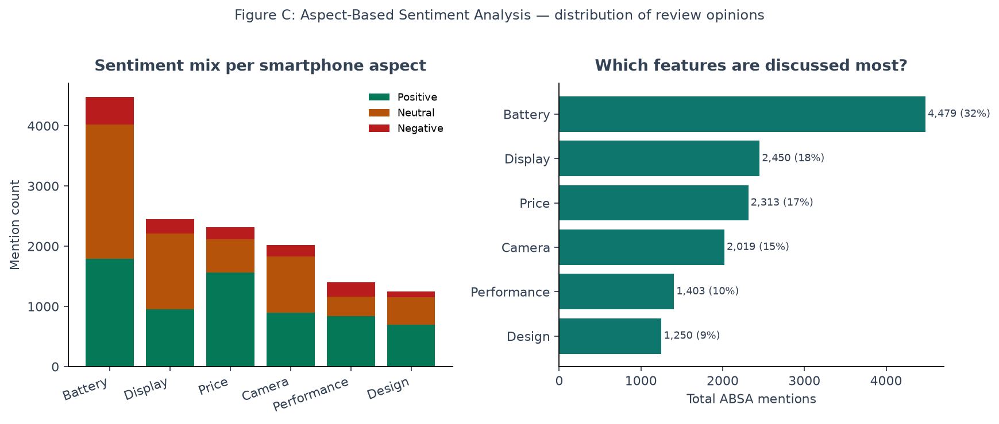 Figure C: Aspect-Based Sentiment Analysis — distribution of review opinions
Sentiment mix per smartphone aspect
Positive
Neutral
Negative
Mention count
4000
3000
2000
1000
0
Battery
Display
Price
Camera
Performance
Design
Which features are discussed most?
Battery
4,479 (32%)
Display
2,450 (18%)
Price
2,313 (17%)
Camera
2,019 (15%)
Performance
1,403 (10%)
Design
1,250 (9%)
0
1000
2000
3000
4000
Total ABSA mentions